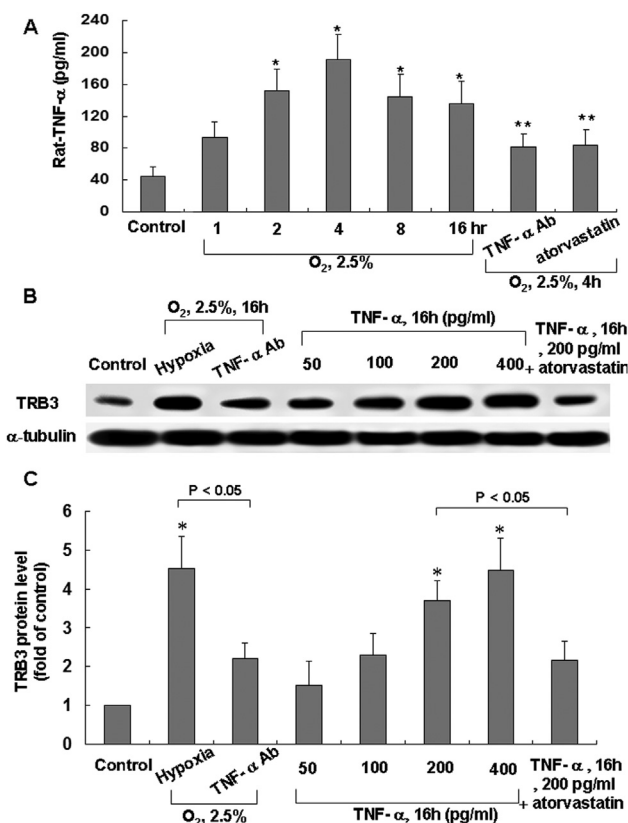 A
Rat-TNF-α (pg/ml)
240
200
160
120
80
40
0
*
*
*
*
**
**
Control
1
2
4
8
16 hr
TNF- α Ab
atorvastatin
O₂, 2.5%
O₂, 2.5%, 4h
B
O₂, 2.5%, 16h
TNF- α, 16h (pg/ml)
TNF- α, 16h
, 200 pg/ml
+ atorvastatin
Control
Hypoxia
TNF- α Ab
50
100
200
400
TRB3
α-tubulin
C
TRB3 protein level
(fold of control)
6
5
4
3
2
1
0
P < 0.05
P < 0.05
*
*
*
Control
Hypoxia
TNF- α Ab
50
100
200
400
TNF- α , 16h
, 200 pg/ml
+ atorvastatin
O₂, 2.5%
TNF- α, 16h (pg/ml)